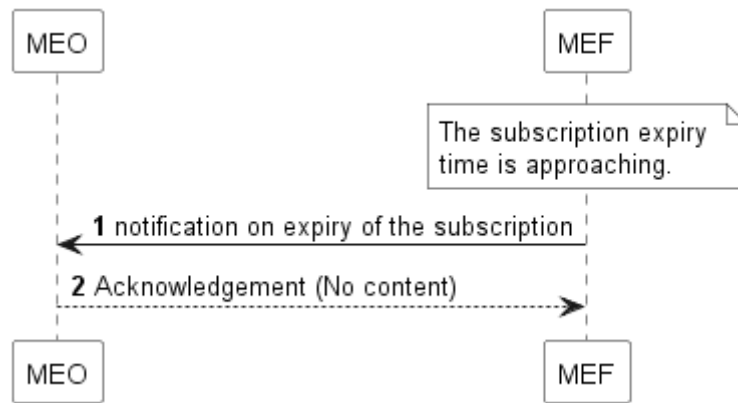 MEO
MEF
The subscription expiry
time is approaching.
1 notification on expiry of the subscription
2 Acknowledgement (No content)
MEO
MEF